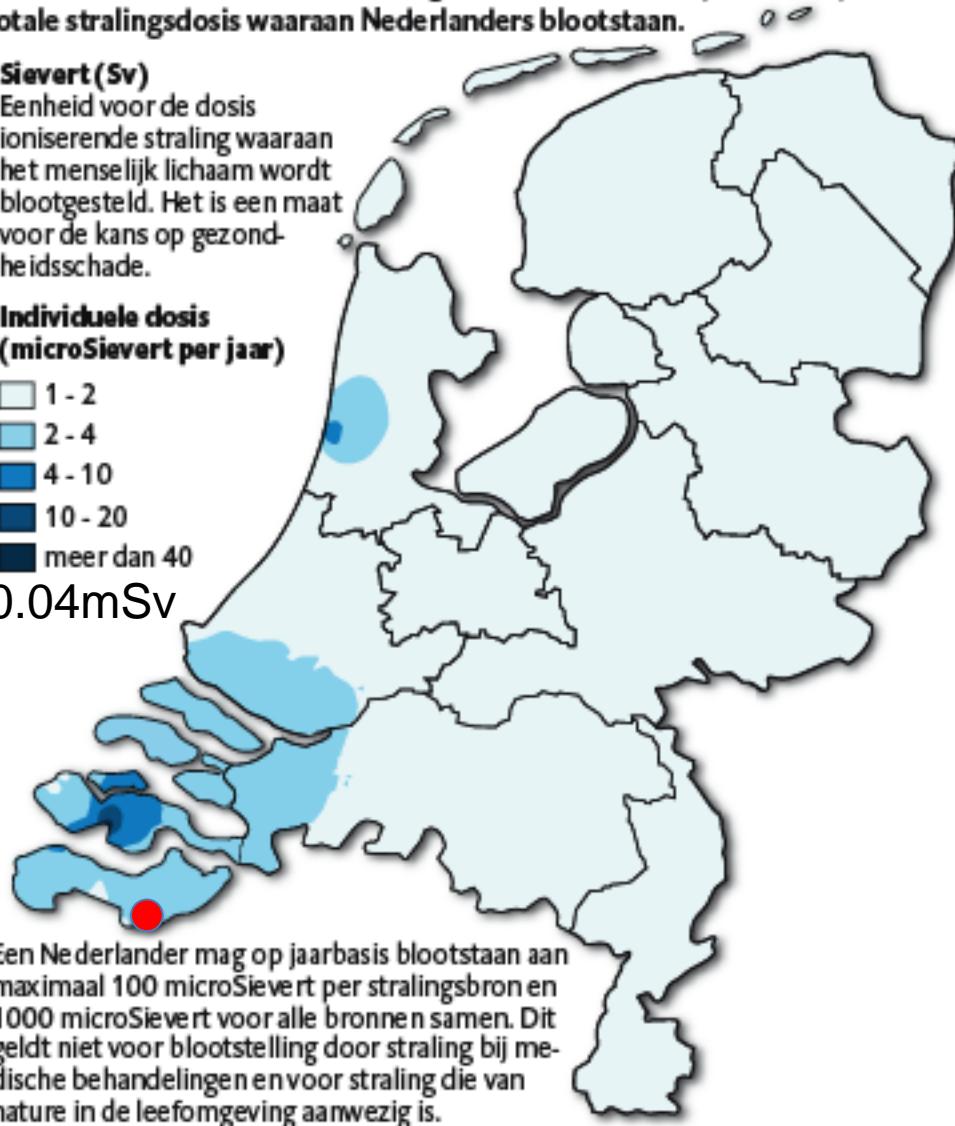 otale stralingsdosis waaraan Nederlanders blootstaan.
Sievert (Sv)
Eenheid voor de dosis
ioniserende straling waaraan
het menselijk lichaam wordt
blootgesteld. Het is een maat
voor de kans op gezond-
heidsschade.
Individuele dosis
(microSievert per jaar)
1 - 2
2 - 4
4 - 10
10 - 20
meer dan 40
0.04mSv
Een Nederlander mag op jaarbasis blootstaan aan
maximaal 100 microSievert per stralingsbron en
1000 microSievert voor alle bronnen samen. Dit
geldt niet voor blootstelling door straling bij me-
dische behandelingen en voor straling die van
nature in de leefomgeving aanwezig is.